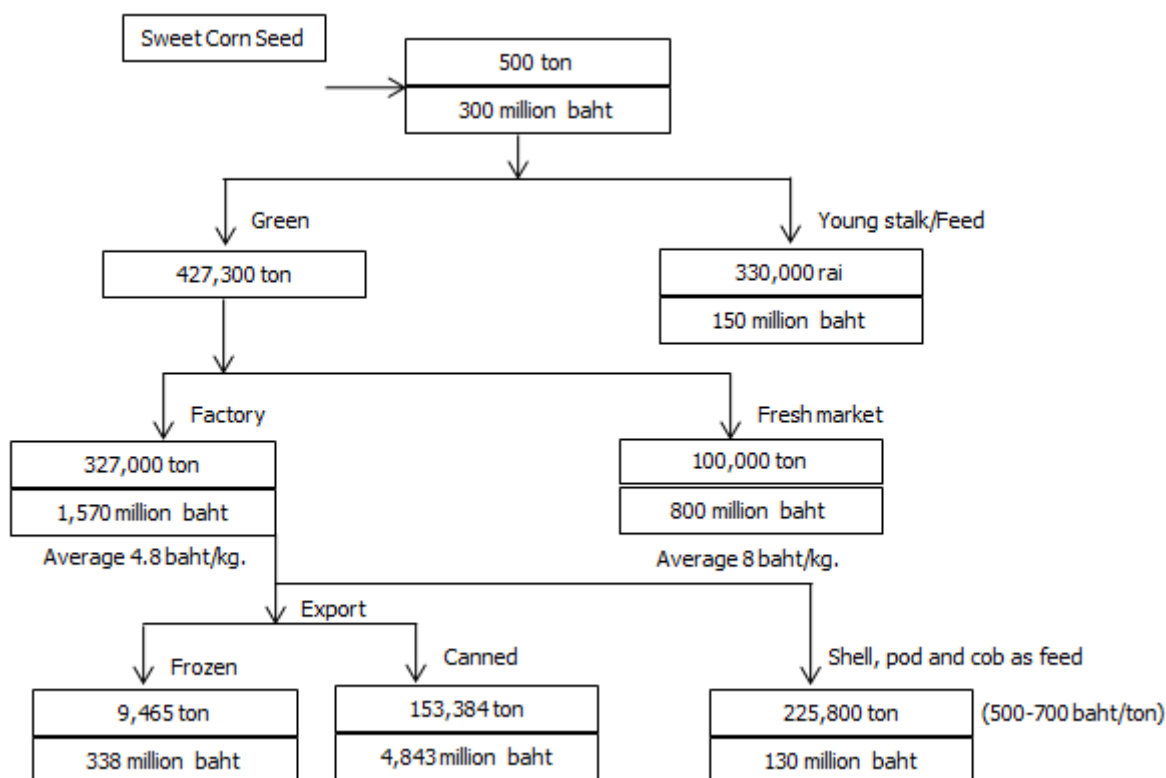 Sweet Corn Seed
500 ton
300 million baht
Green
Young stalk/Feed
427,300 ton
330,000 rai
150 million baht
Factory
Fresh market
327,000 ton
100,000 ton
1,570 million baht
800 million baht
Average 4.8 baht/kg.
Average 8 baht/kg.
Export
Frozen
Canned
Shell, pod and cob as feed
9,465 ton
153,384 ton
225,800 ton
(500-700 baht/ton)
338 million baht
4,843 million baht
130 million baht